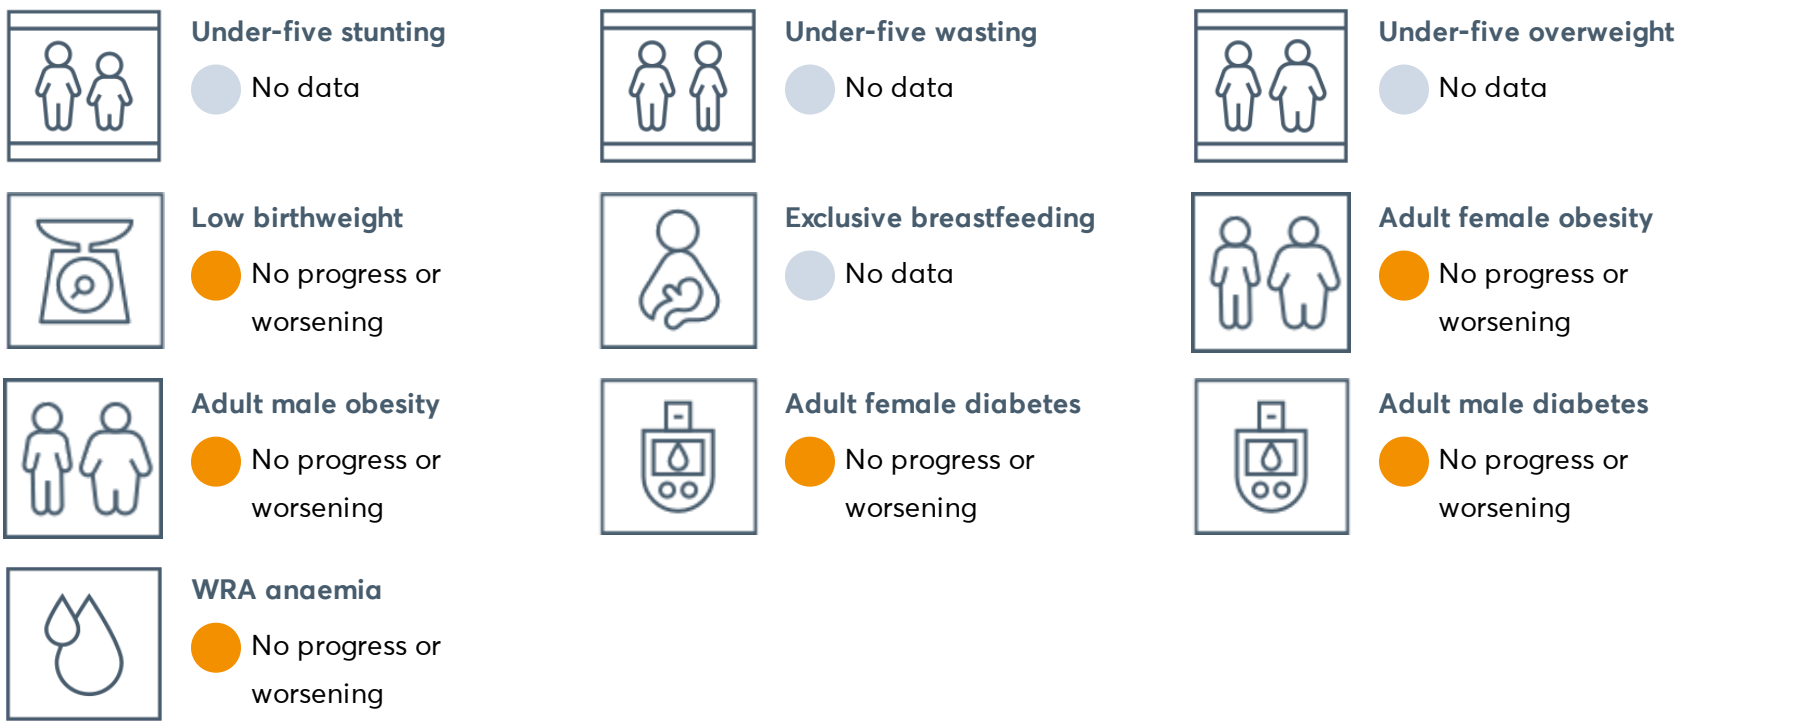 Under-five stunting
No data
Under-five wasting
No data
Under-five overweight
No data
Low birthweight
No progress or
worsening
Exclusive breastfeeding
No data
Adult female obesity
No progress or
worsening
Adult male obesity
No progress or
worsening
Adult female diabetes
No progress or
worsening
Adult male diabetes
No progress or
worsening
WRA anaemia
No progress or
worsening